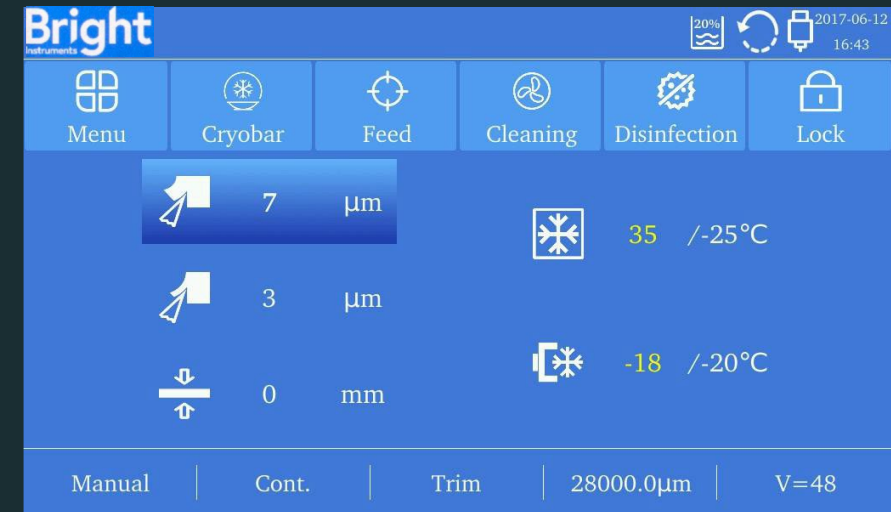 Bright
Instruments
20%
2017-06-12
16:43
Menu
Cryobar
Feed
Cleaning
Disinfection
Lock
7 μm
35 /-25°C
3 μm
-18 /-20°C
0 mm
Manual
Cont.
Trim
28000.0μm
V=48